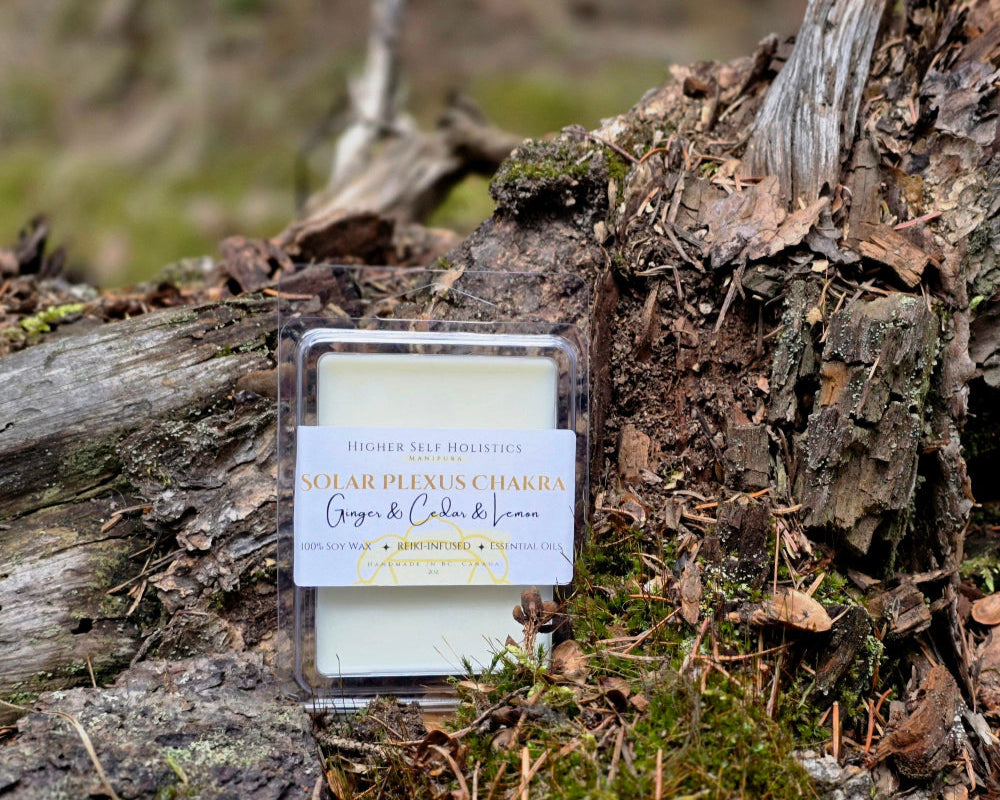 HIGHER SELF HOLISTICS
MANIPURA
SOLAR PLEXUS CHAKRA
Ginger & Cedar & Lemon
100% SOY WAX ✦ REIKI-INFUSED ✦ ESSENTIAL OILS
HANDMADE IN BC, CANADA
2oz